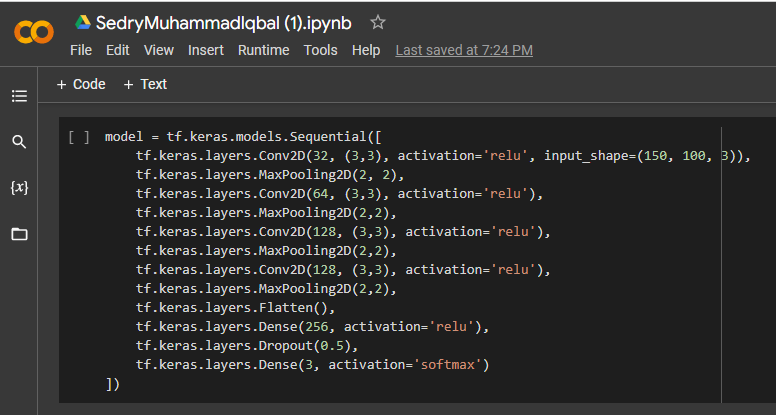 SedryMuhammadIqbal (1).ipynb
File Edit View Insert Runtime Tools Help Last saved at 7:24 PM
+ Code + Text
{x}
[ ] model = tf.keras.models.Sequential([
    tf.keras.layers.Conv2D(32, (3,3), activation='relu', input_shape=(150, 100, 3)),
    tf.keras.layers.MaxPooling2D(2, 2),
    tf.keras.layers.Conv2D(64, (3,3), activation='relu'),
    tf.keras.layers.MaxPooling2D(2,2),
    tf.keras.layers.Conv2D(128, (3,3), activation='relu'),
    tf.keras.layers.MaxPooling2D(2,2),
    tf.keras.layers.Conv2D(128, (3,3), activation='relu'),
    tf.keras.layers.MaxPooling2D(2,2),
    tf.keras.layers.Flatten(),
    tf.keras.layers.Dense(256, activation='relu'),
    tf.keras.layers.Dropout(0.5),
    tf.keras.layers.Dense(3, activation='softmax')
])